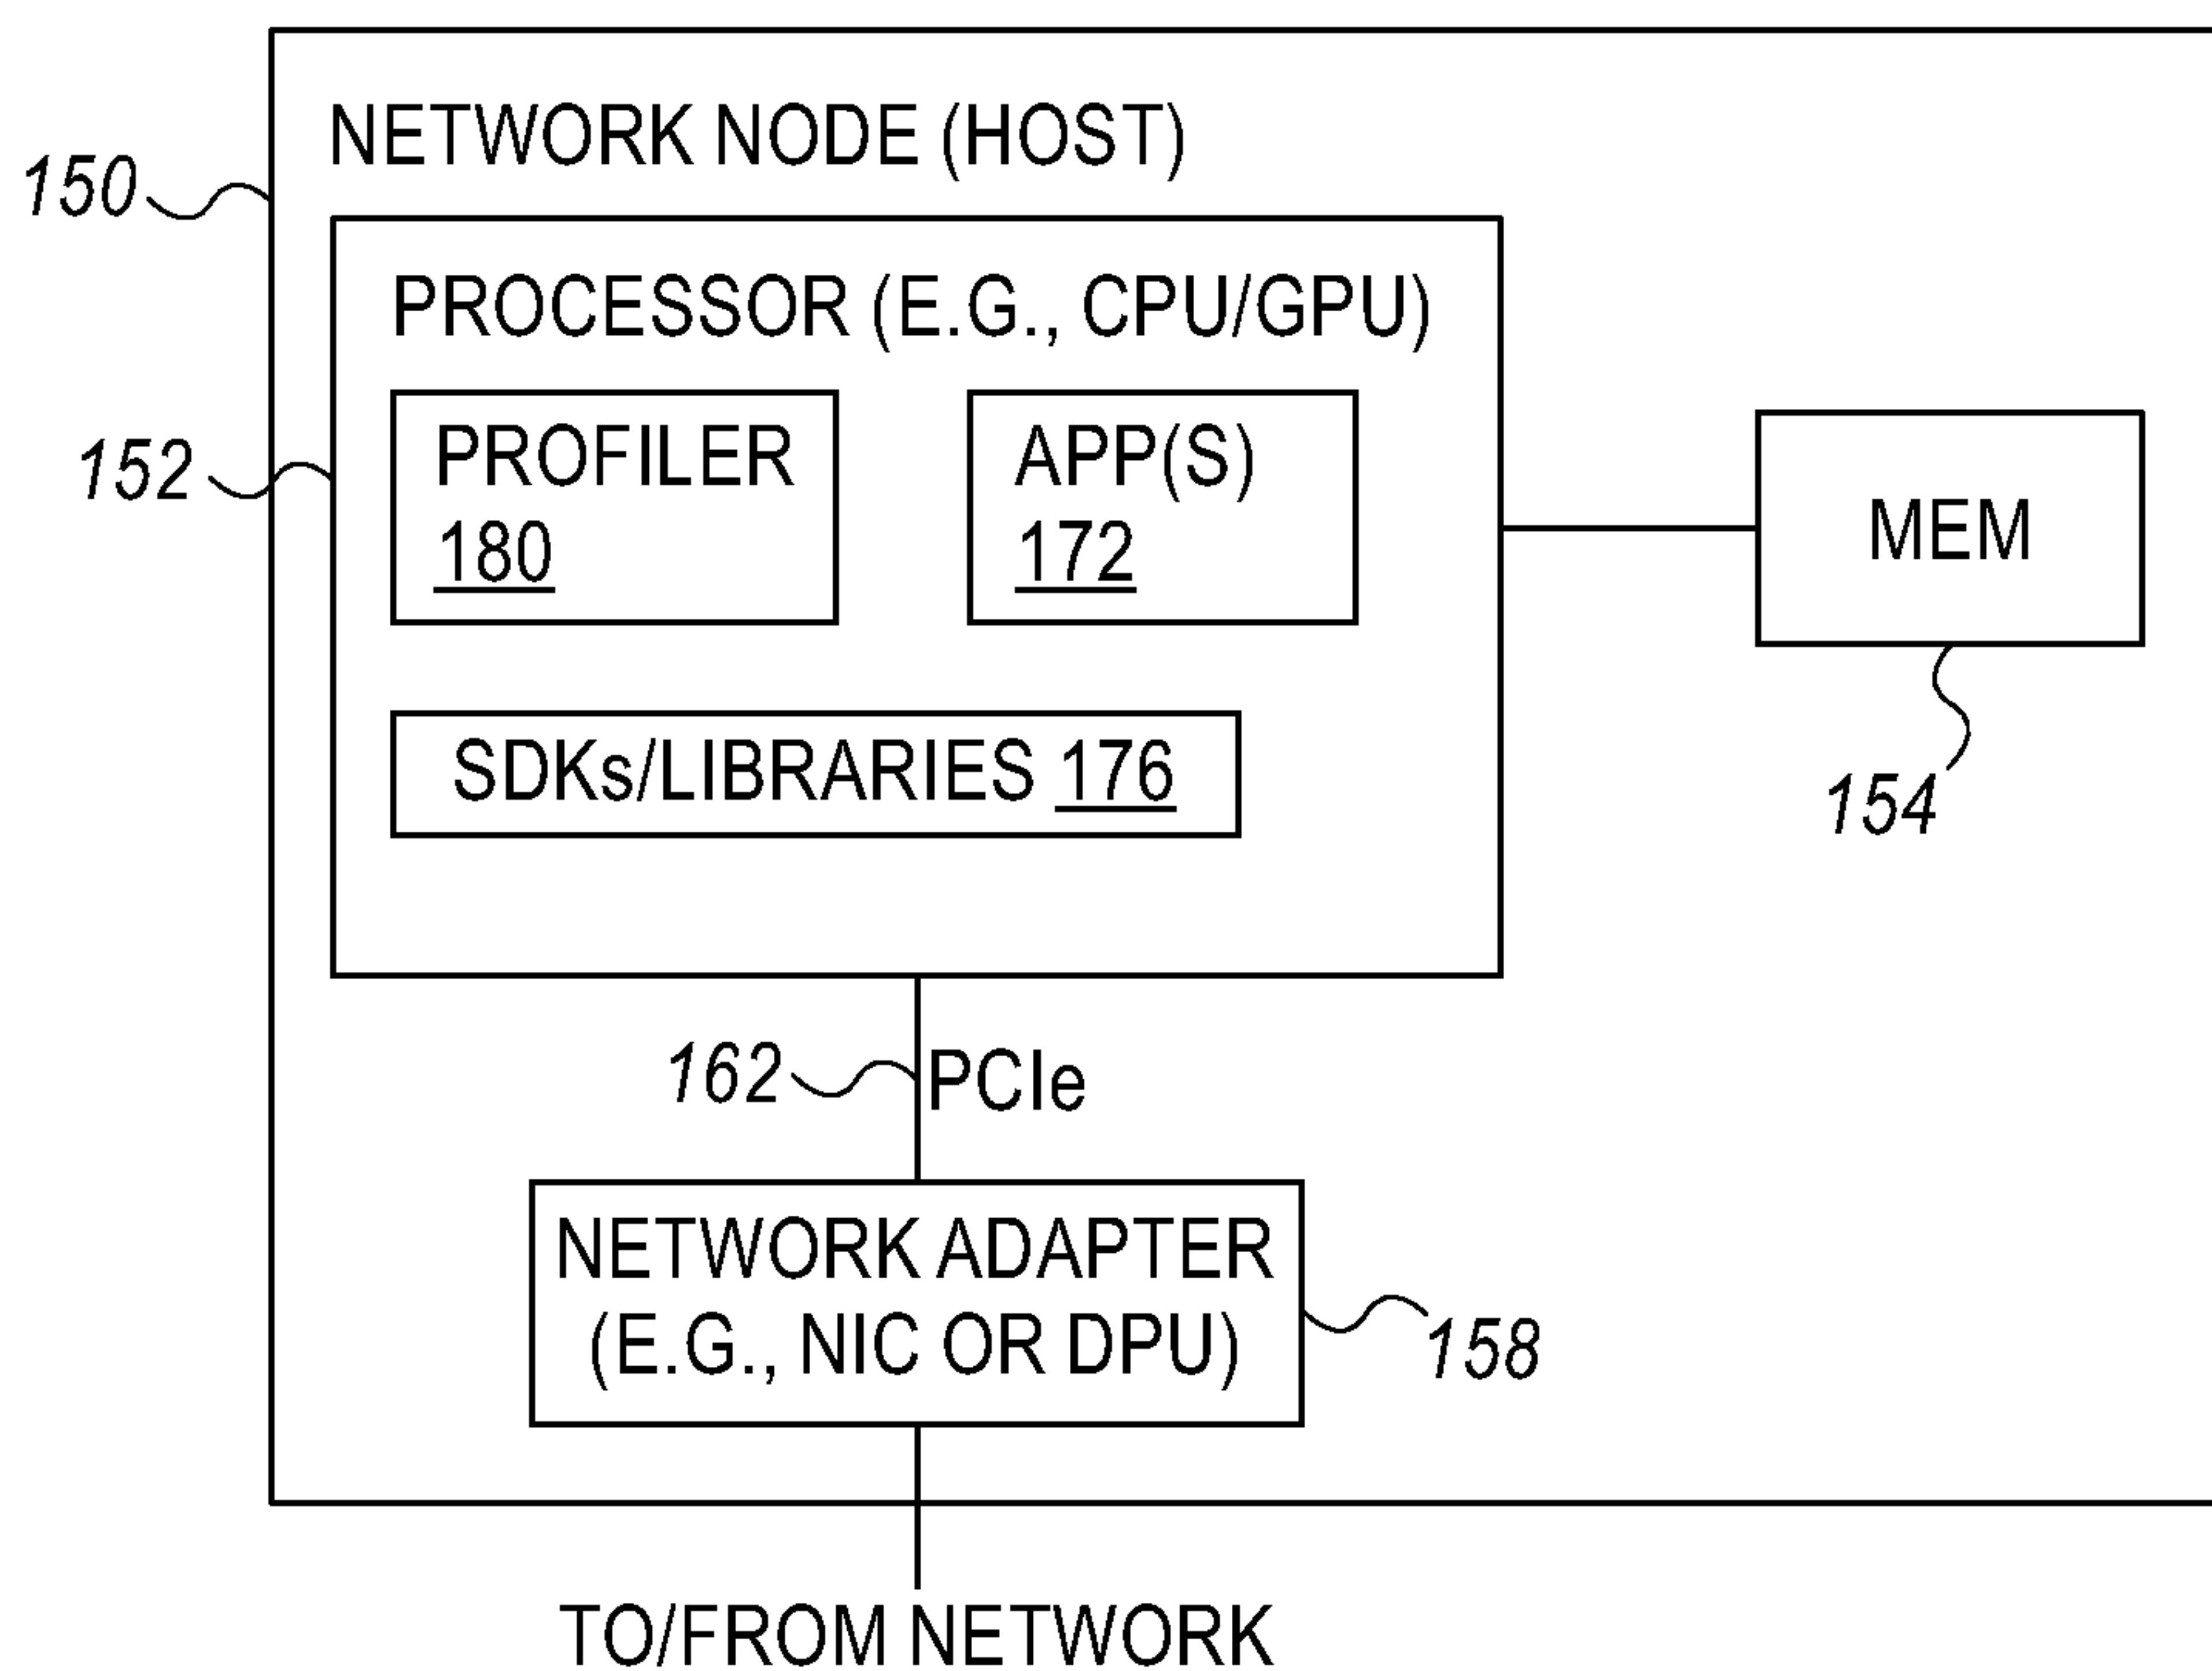 NETWORK NODE (HOST)
150
PROCESSOR (E.G., CPU/GPU)
152
PROFILER
180
APP(S)
172
MEM
154
SDKs/LIBRARIES 176
162
PCIe
NETWORK ADAPTER
(E.G., NIC OR DPU)
158
TO/FROM NETWORK